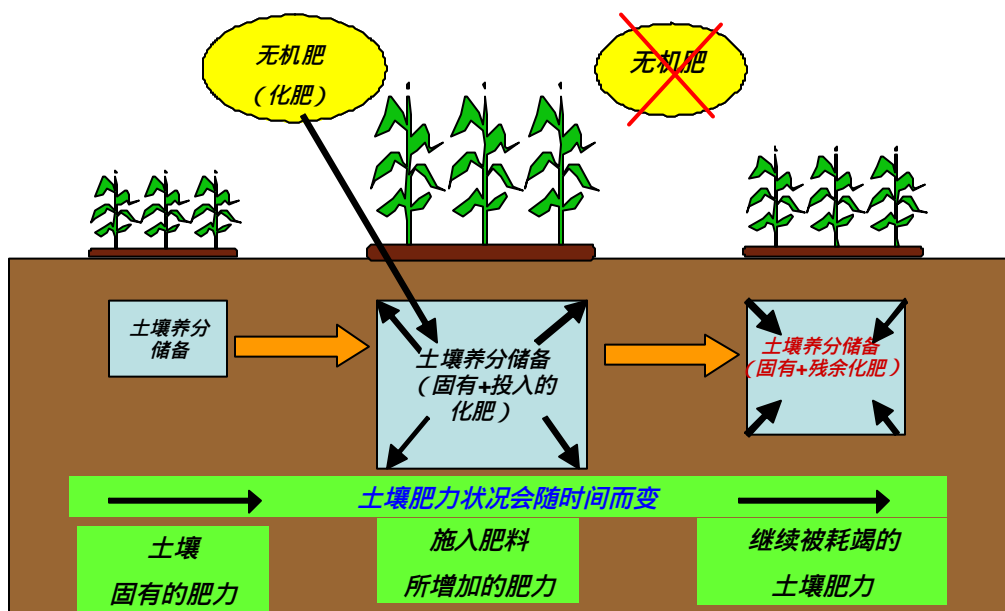 无机肥
（化肥）
无机肥
土壤养分
储备
土壤养分储备
（固有+投入的
化肥）
土壤养分储备
（固有+残余化肥）
土壤肥力状况会随时间而变
土壤
固有的肥力
施入肥料
所增加的肥力
继续被耗竭的
土壤肥力